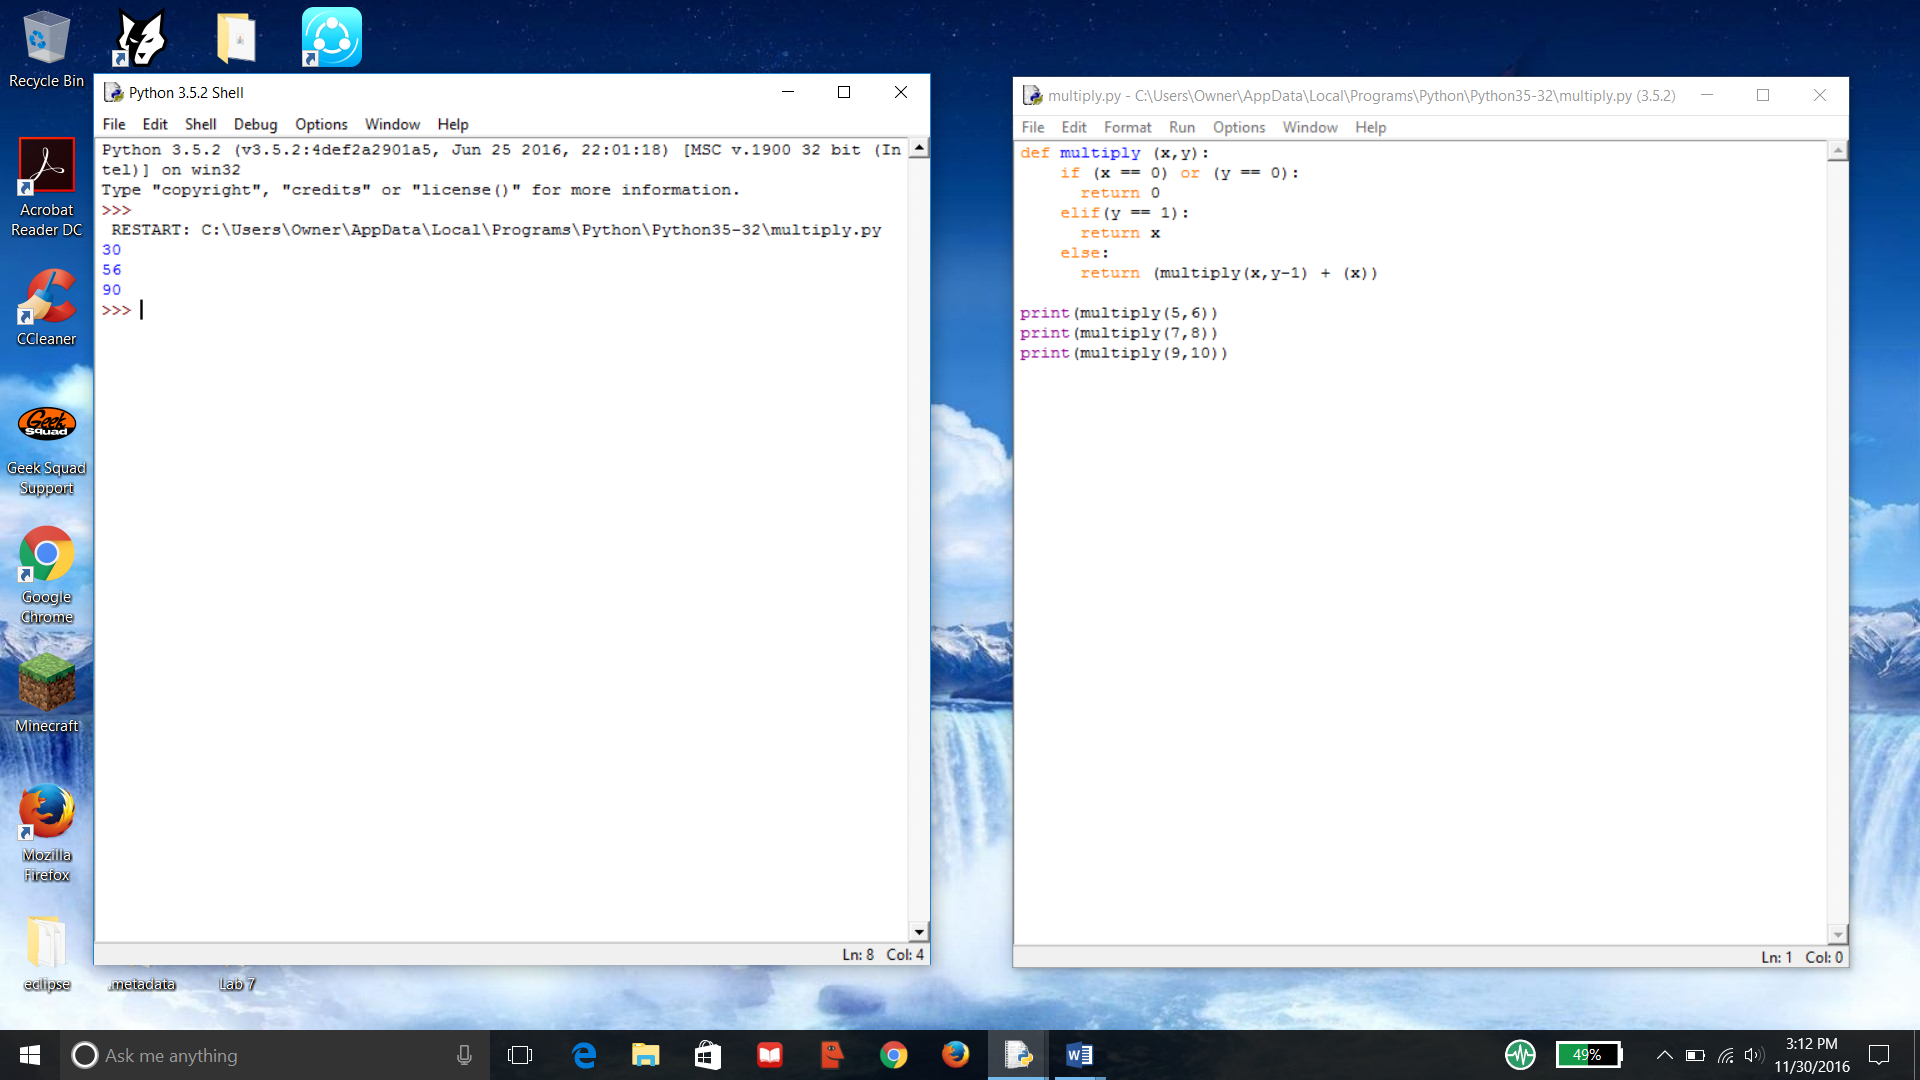 Recycle Bin
Acrobat
Reader DC
CCleaner
Geek
Squad
Geek Squad
Support
Google
Chrome
Minecraft
Mozilla
Firefox
eclipse
.metadata
Lab 7
Python 3.5.2 Shell
File Edit Shell Debug Options Window Help
Python 3.5.2 (v3.5.2:4def2a2901a5, Jun 25 2016, 22:01:18) [MSC v.1900 32 bit (In
tel)] on win32
Type "copyright", "credits" or "license()" for more information.
>>>
 RESTART: C:\Users\Owner\AppData\Local\Programs\Python\Python35-32\multiply.py
30
56
90
>>>
Ln: 8 Col: 4
multiply.py - C:\Users\Owner\AppData\Local\Programs\Python\Python35-32\multiply.py (3.5.2)
File Edit Format Run Options Window Help
def multiply (x,y):
    if (x == 0) or (y == 0):
      return 0
    elif(y == 1):
      return x
    else:
      return (multiply(x,y-1) + (x))
print(multiply(5,6))
print(multiply(7,8))
print(multiply(9,10))
Ln: 1 Col: 0
Ask me anything
49%
3:12 PM
11/30/2016